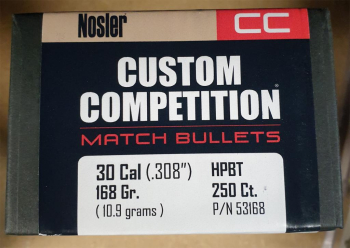 Nosler CC
CUSTOM
COMPETITION®
MATCH BULLETS
30 Cal (.308") HPBT
168 Gr. 250 Ct.
(10.9 grams) P/N 53168